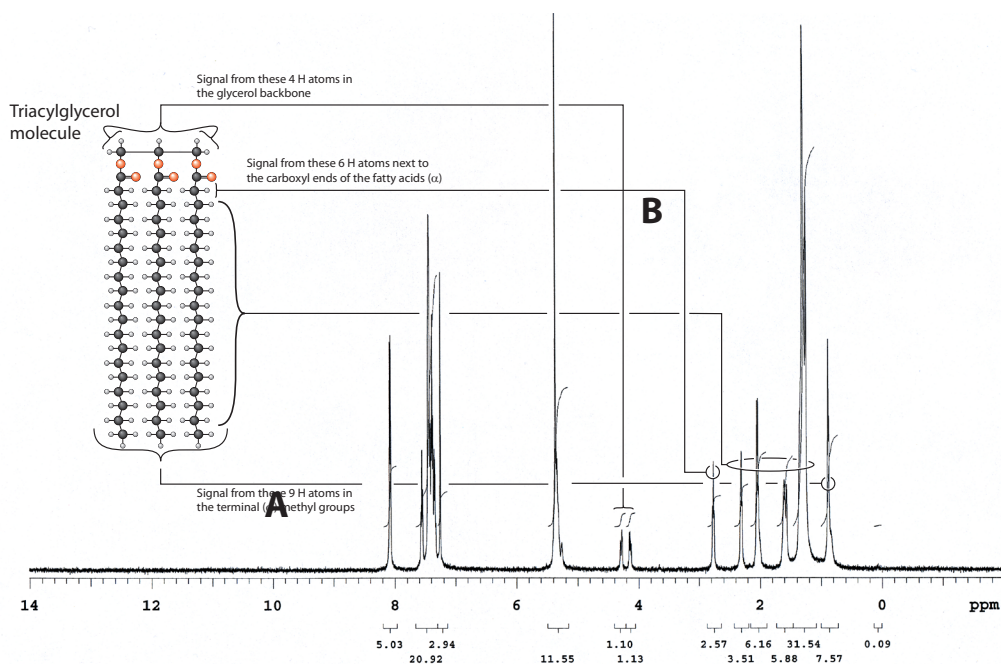 Signal from these 4 H atoms in
the glycerol backbone
Triacylglycerol
molecule
Signal from these 6 H atoms next to
the carboxyl ends of the fatty acids (α)
B
Signal from these 9 H atoms in
the terminal methyl groups
A
14 12 10 8 6 4 2 0 ppm
5.03 2.94 1.10 2.57 6.16 31.54 0.09
20.92 11.55 1.13 3.51 5.88 7.57